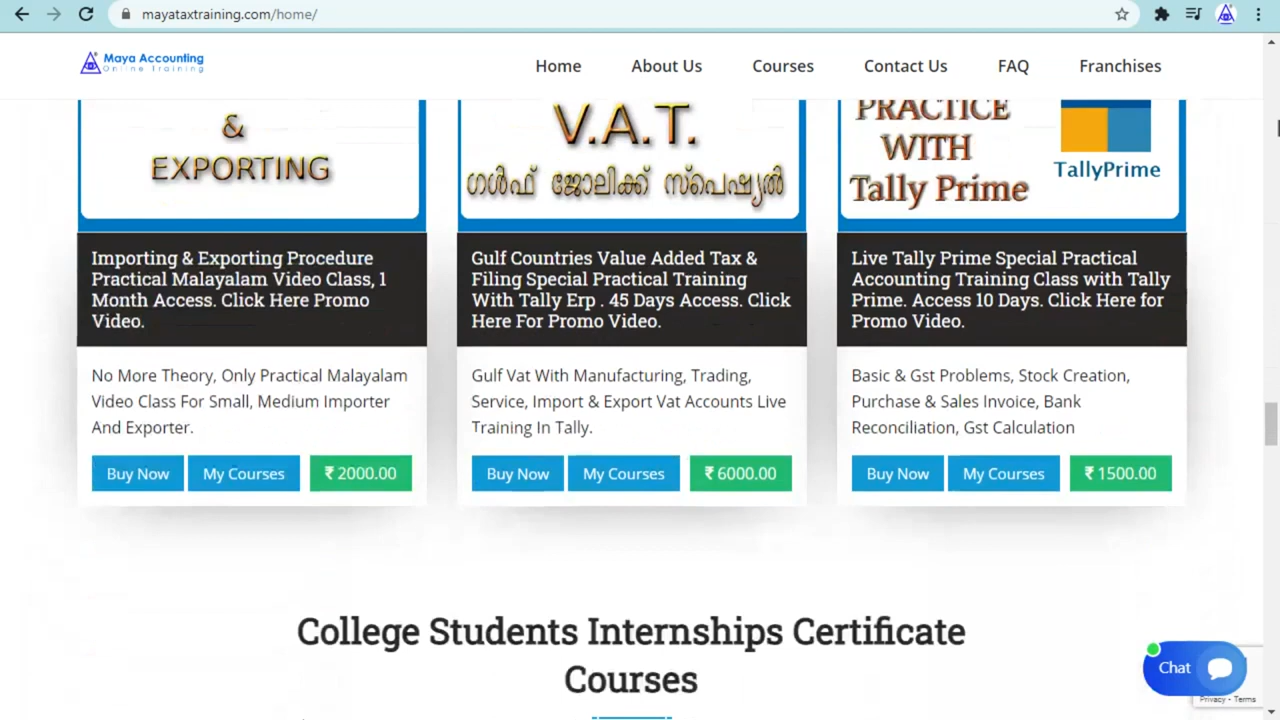 mayataxtraining.com/home/
Maya Accounting
Online Training
Home
About Us
Courses
Contact Us
FAQ
Franchises
&
EXPORTING
V.A.T.
ഗൾഫ് ജോലിക്ക് സ്പെഷ്യൽ
PRACTICE
WITH
Tally Prime
TallyPrime
Importing & Exporting Procedure
Practical Malayalam Video Class, 1
Month Access. Click Here Promo
Video.
No More Theory, Only Practical Malayalam
Video Class For Small, Medium Importer
And Exporter.
Buy Now
My Courses
₹ 2000.00
Gulf Countries Value Added Tax &
Filing Special Practical Training
With Tally Erp . 45 Days Access. Click
Here For Promo Video.
Gulf Vat With Manufacturing, Trading,
Service, Import & Export Vat Accounts Live
Training In Tally.
Buy Now
My Courses
₹ 6000.00
Live Tally Prime Special Practical
Accounting Training Class with Tally
Prime. Access 10 Days. Click Here for
Promo Video.
Basic & Gst Problems, Stock Creation,
Purchase & Sales Invoice, Bank
Reconciliation, Gst Calculation
Buy Now
My Courses
₹ 1500.00
College Students Internships Certificate
Courses
Chat
Privacy - Terms